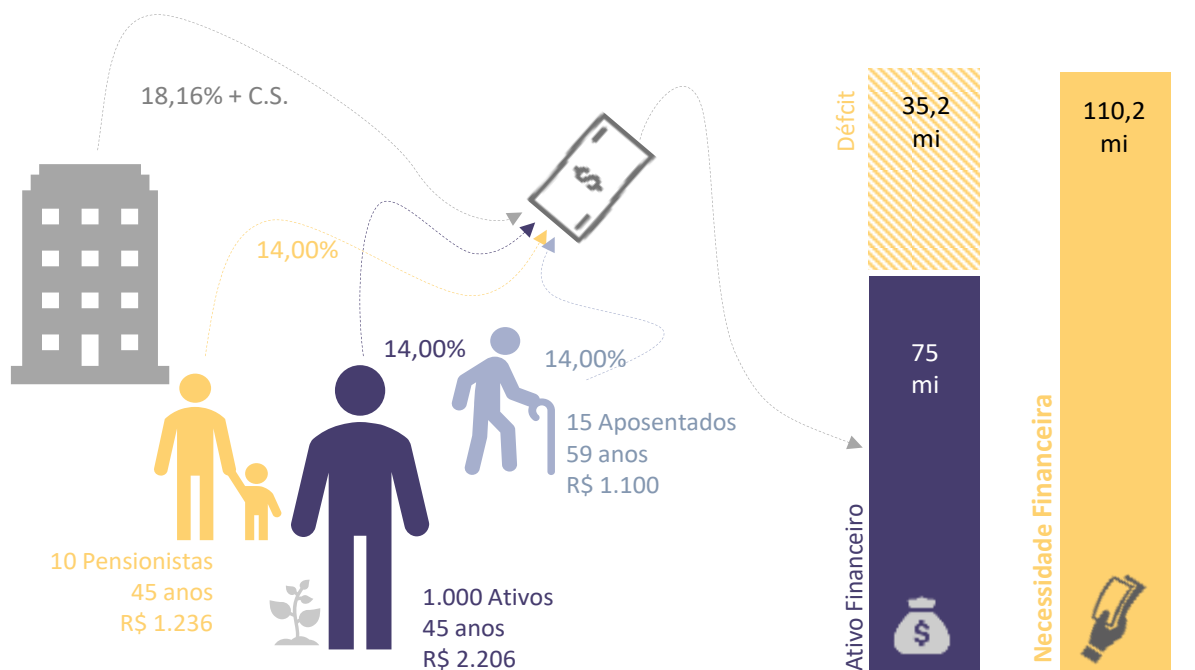 18,16% + C.S.
14,00%
14,00%
14,00%
15 Aposentados
59 anos
R$ 1.100
10 Pensionistas
45 anos
R$ 1.236
1.000 Ativos
45 anos
R$ 2.206
Défcit
35,2
mi
75
mi
Ativo Financeiro
$
110,2
mi
Necessidade Financeira
$